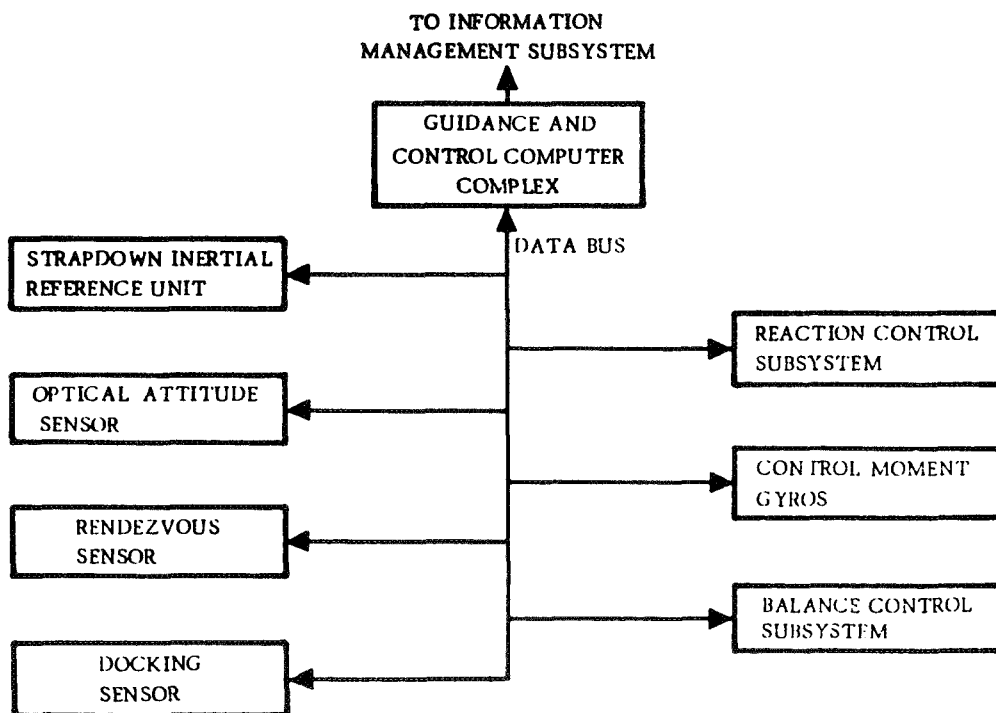 TO INFORMATION
MANAGEMENT SUBSYSTEM
GUIDANCE AND
CONTROL COMPUTER
COMPLEX
DATA BUS
STRAPDOWN INERTIAL
REFERENCE UNIT
REACTION CONTROL
SUBSYSTEM
OPTICAL ATTITUDE
SENSOR
CONTROL MOMENT
GYROS
RENDEZVOUS
SENSOR
BALANCE CONTROL
SUBSYSTEM
DOCKING
SENSOR